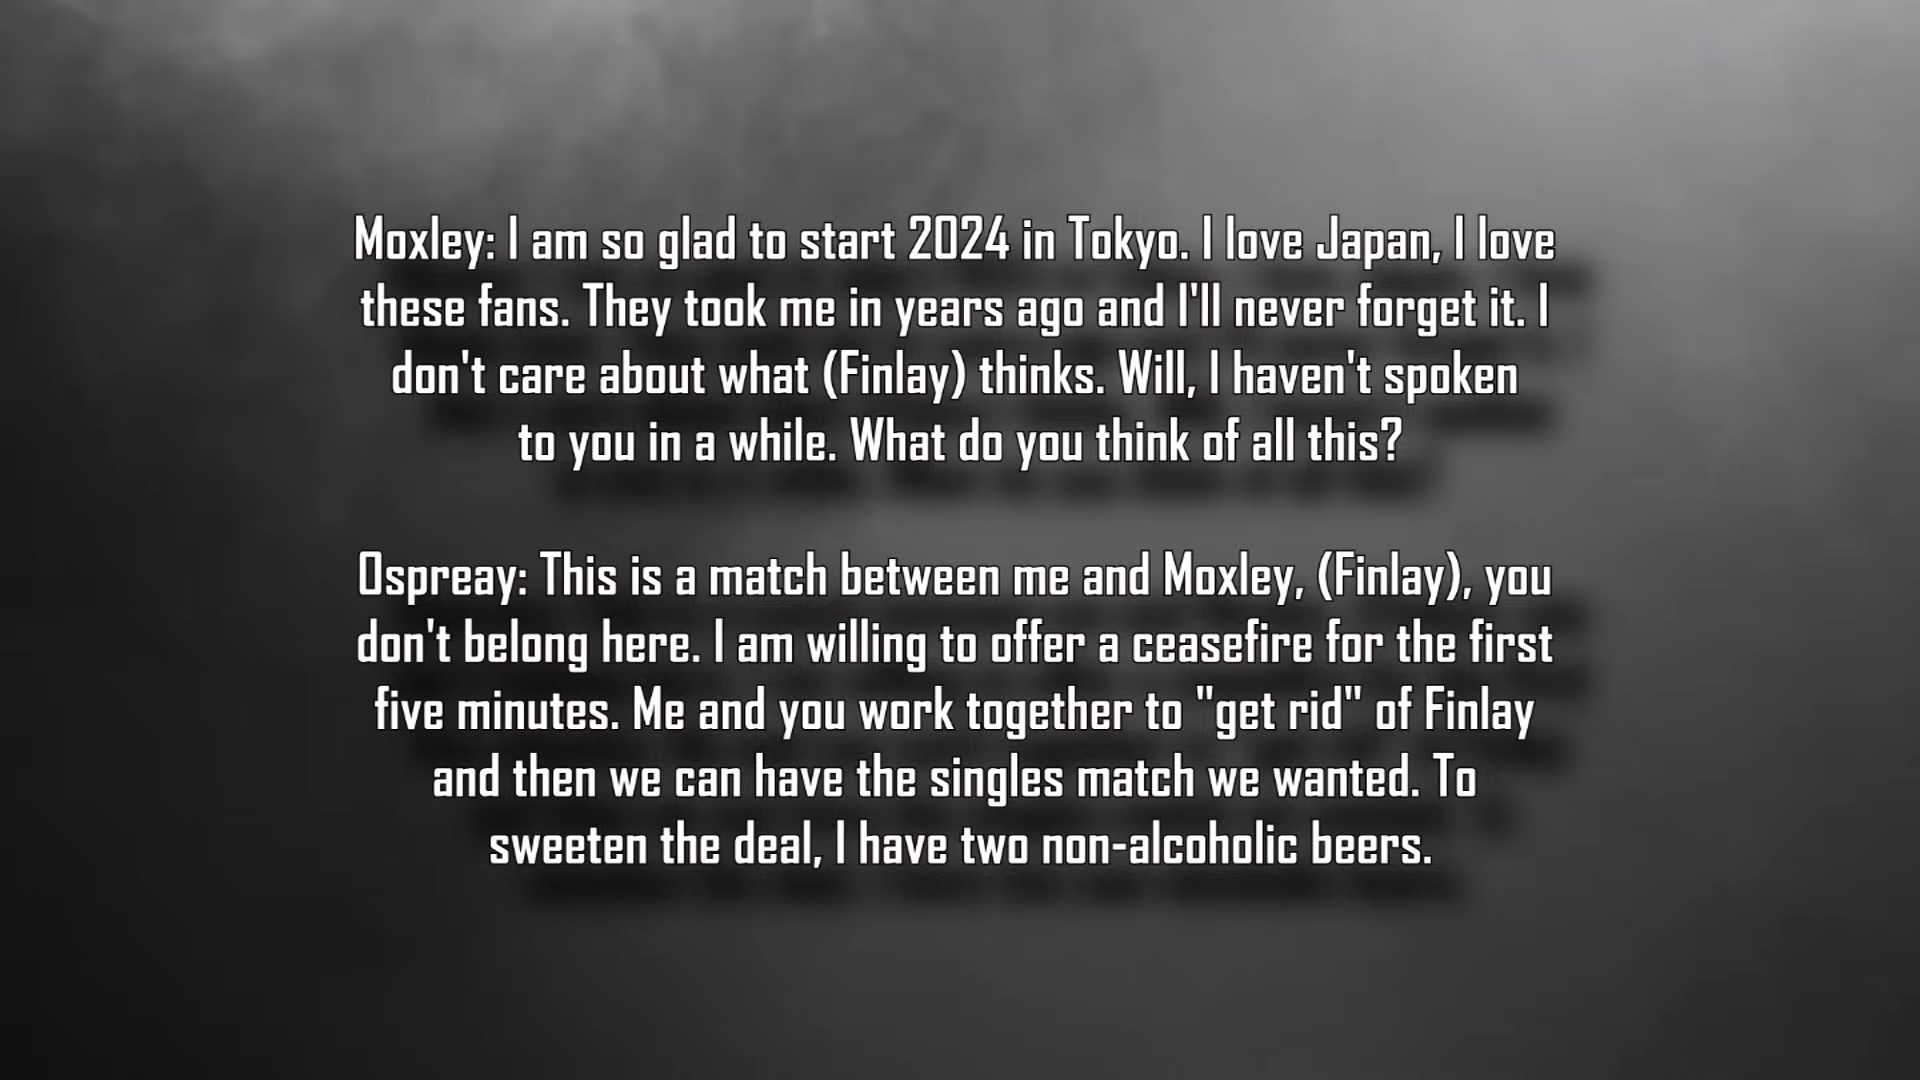 Moxley: I am so glad to start 2024 in Tokyo. I love Japan, I love
these fans. They took me in years ago and I'll never forget it. I
don't care about what (Finlay) thinks. Will, I haven't spoken
to you in a while. What do you think of all this?
Ospreay: This is a match between me and Moxley, (Finlay), you
don't belong here. I am willing to offer a ceasefire for the first
five minutes. Me and you work together to "get rid" of Finlay
and then we can have the singles match we wanted. To
sweeten the deal, I have two non-alcoholic beers.